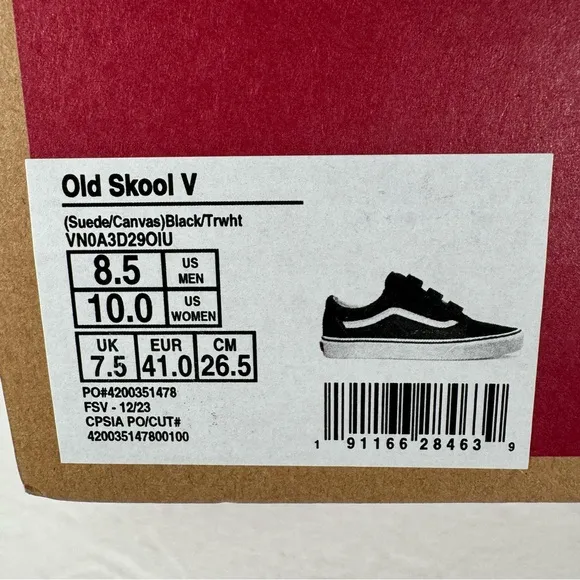 Old Skool V
(Suede/Canvas)Black/Trwht
VN0A3D29OIU
8.5 US MEN
10.0 US WOMEN
UK EUR CM
7.5 41.0 26.5
PO#4200351478
FSV - 12/23
CPSIA PO/CUT#
420035147800100
1 91166 28463 9